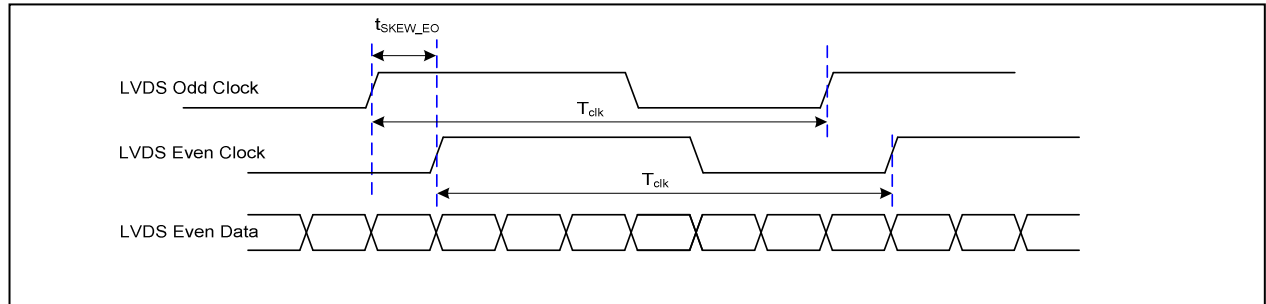 tSKEW_EO
LVDS Odd Clock
Tclk
LVDS Even Clock
Tclk
LVDS Even Data